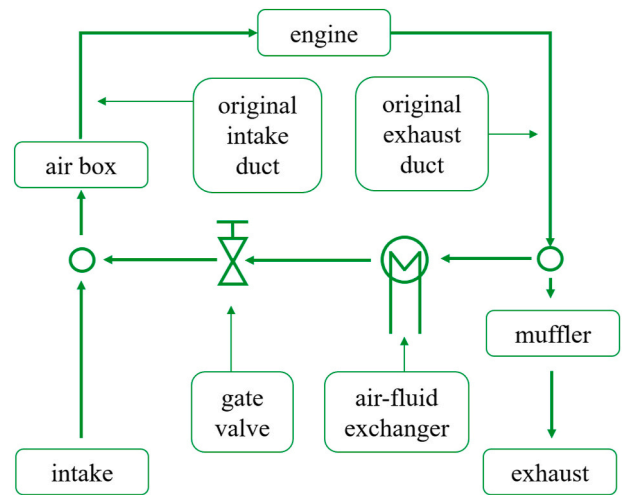 engine
original
intake
duct
original
exhaust
duct
air box
muffler
gate
valve
air-fluid
exchanger
intake
exhaust